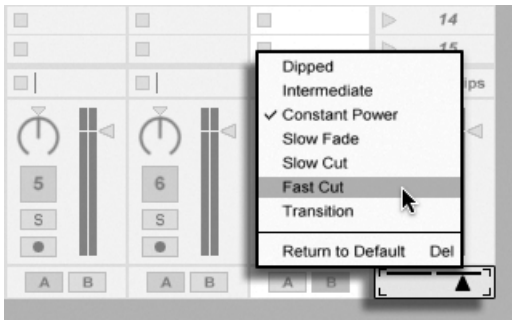 14
15
Dipped
ips
Intermediate
✓ Constant Power
Slow Fade
Slow Cut
5 6 Fast Cut
Transition
S S
Return to Default Del
A B A B A B